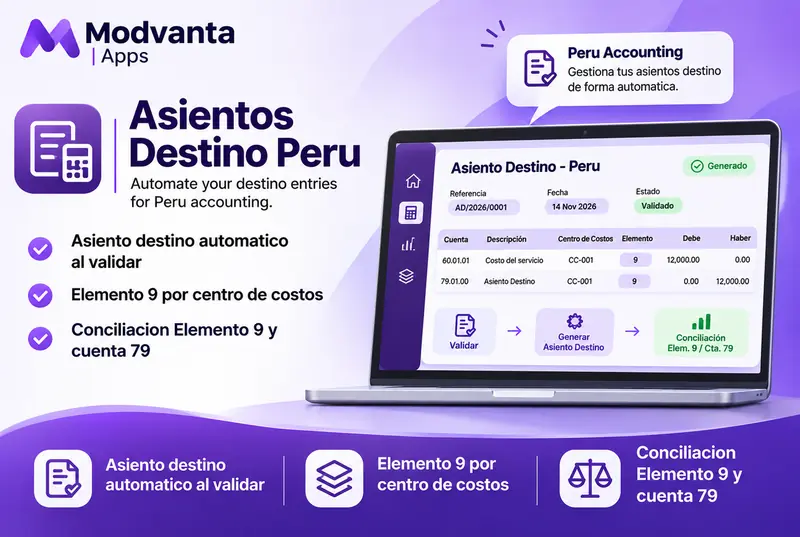 Modvanta
| Apps
Asientos
Destino Peru
Automate your destino entries
for Peru accounting.
Asiento destino automatico
al validar
Elemento 9 por centro de costos
Conciliacion Elemento 9 y
cuenta 79
Peru Accounting
Gestiona tus asientos destino
de forma automatica.
Asiento Destino - Peru
Generado
Referencia Fecha Estado
AD/2026/0001 14 Nov 2026 Validado
Cuenta Descripción Centro de Costos Elemento Debe Haber
60.01.01 Costo del servicio CC-001 9 12,000.00 0.00
79.01.00 Asiento Destino CC-001 9 0.00 12,000.00
Validar
Generar
Asiento Destino
Conciliación
Elem. 9 / Cta. 79
Asiento destino
automatico al validar
Elemento 9 por
centro de costos
Conciliacion
Elemento 9 y
cuenta 79